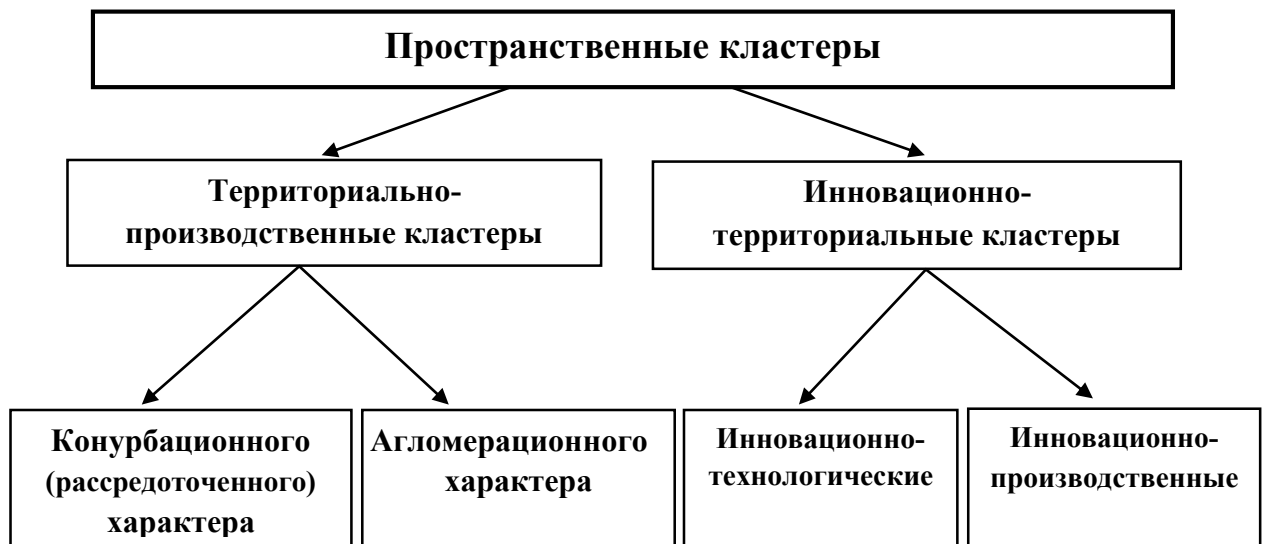 Пространственные кластеры
Территориально-
производственные кластеры
Инновационно-
территориальные кластеры
Конурбационного
(рассредоточенного)
характера
Агломерационного
характера
Инновационно-
технологические
Инновационно-
производственные